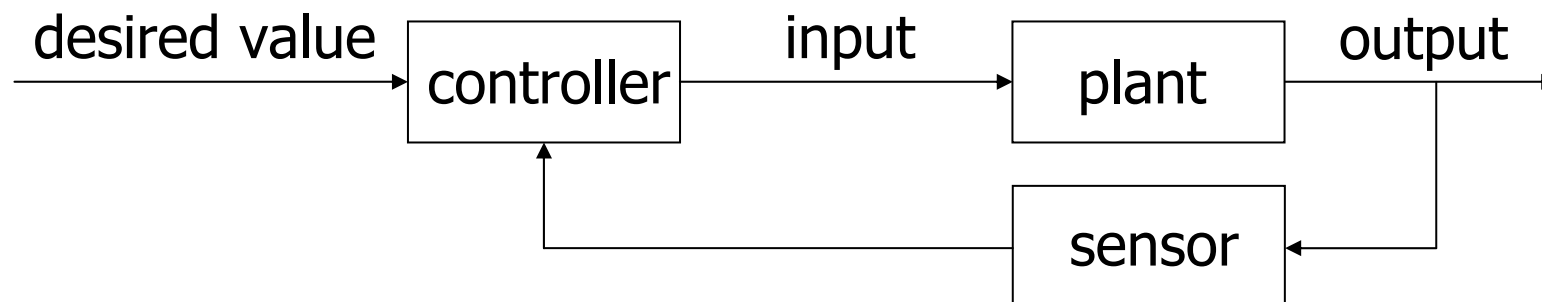 desired value
controller
input
plant
output
sensor